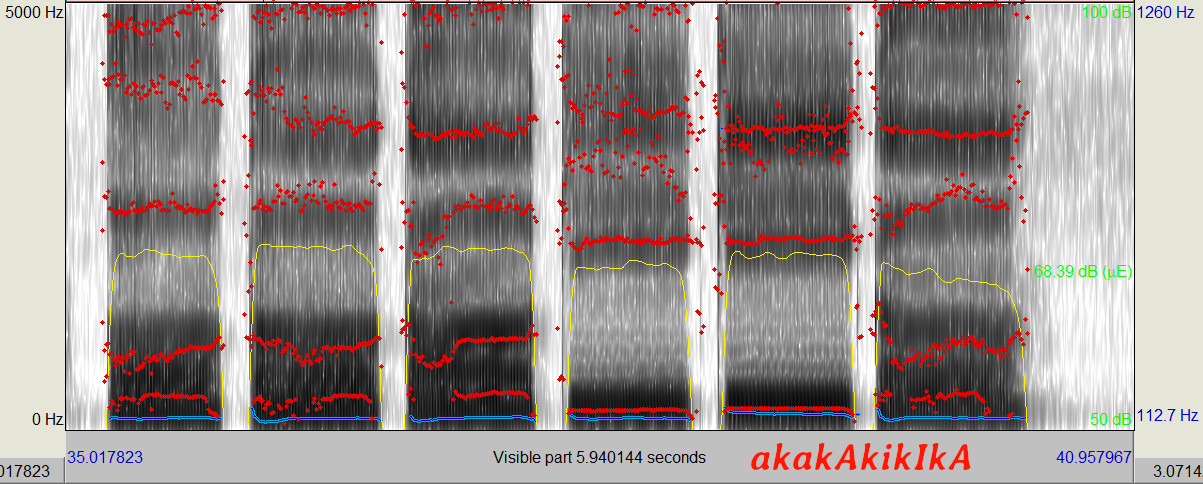 5000 Hz 100 dB 1260 Hz
68.39 dB (µE)
0 Hz 50 dB 112.7 Hz
35.017823 Visible part 5.940144 seconds akakAkikIkA 40.957967
017823 3.0714